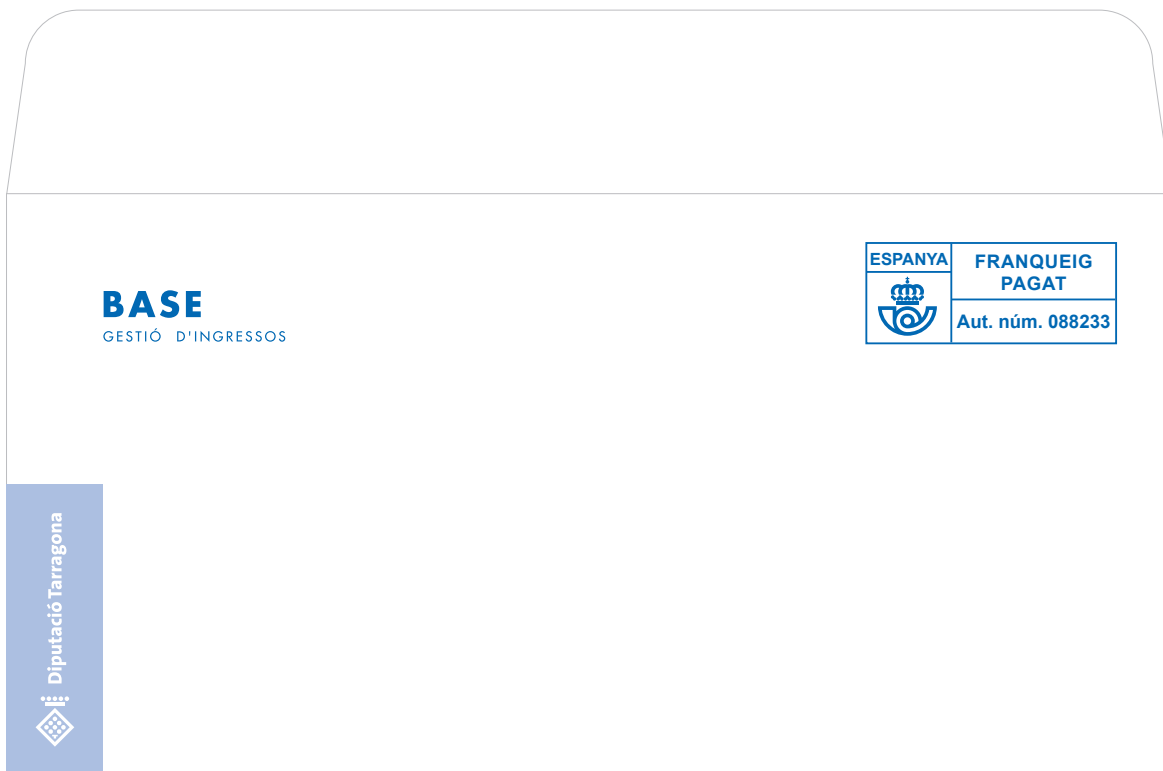 BASE
GESTIÓ D'INGRESSOS
ESPANYA
FRANQUEIG
PAGAT
Aut. núm. 088233
Diputació Tarragona